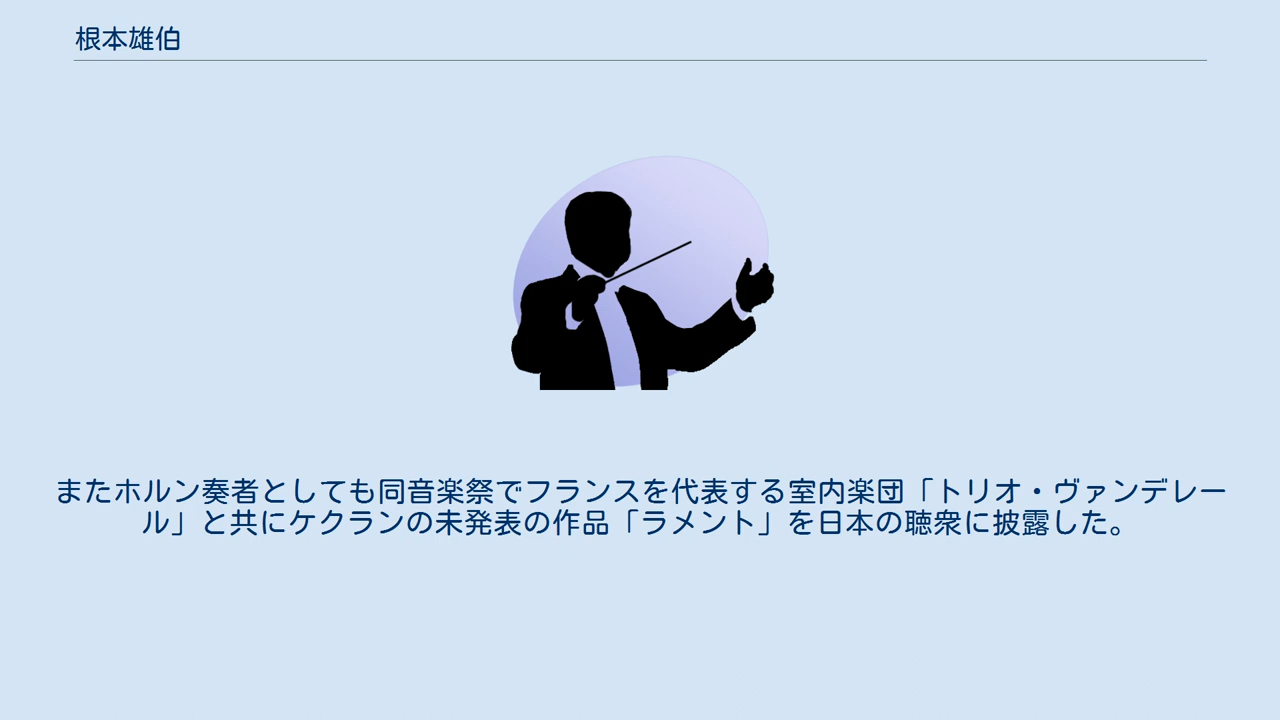 根本雄伯
またホルン奏者としても同音楽祭でフランスを代表する室内楽団「トリオ・ヴァンデレー
ル」と共にケクランの未発表の作品「ラメント」を日本の聴衆に披露した。